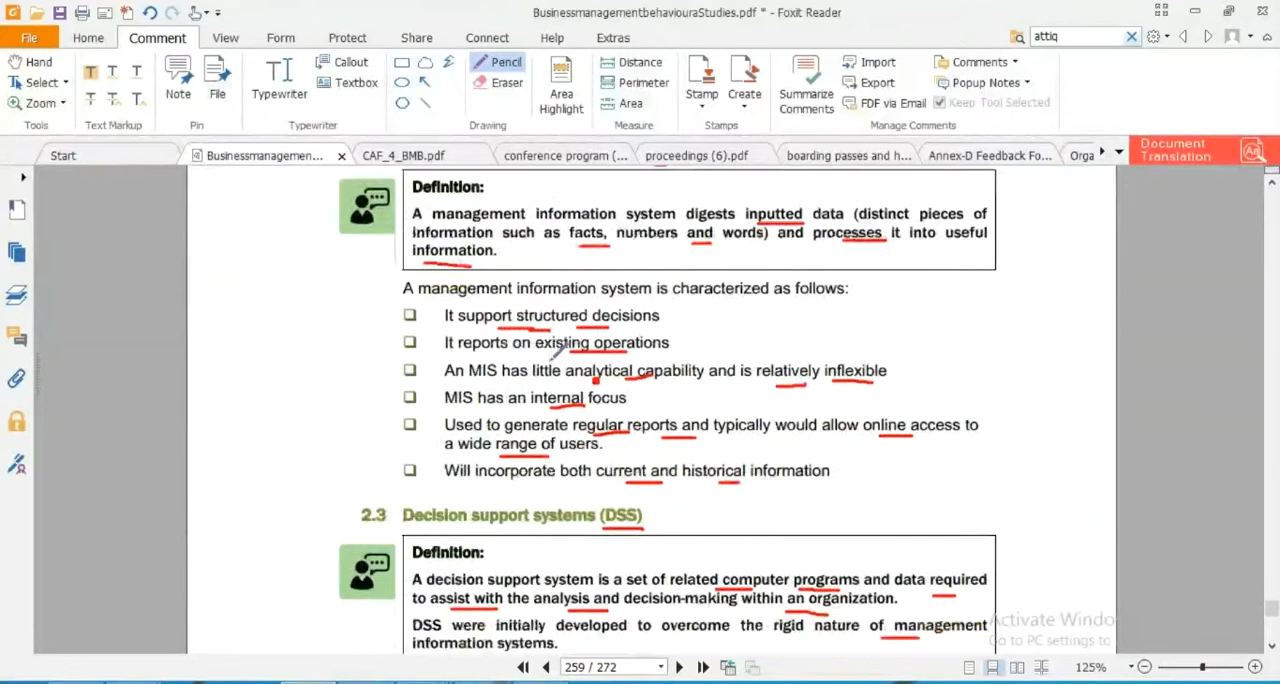 BusinessmanagementbehaviouraStudies.pdf * - Foxit Reader
File Home Comment View Form Protect Share Connect Help Extras attiq
Hand
Select
Zoom
Tools
Text Markup
Note File
Pin
Typewriter Callout
Textbox
Typewriter
Pencil
Eraser
Drawing
Area
Highlight
Distance
Perimeter
Area
Measure
Stamp Create
Stamps
Summarize
Comments
Import
Export
FDF via Email
Comments
Popup Notes
Keep Tool Selected
Manage Comments
Start Businessmanagemen... CAF_4_BMB.pdf conference program (... proceedings (6).pdf boarding passes and h... Annex-D Feedback Fo... Orga
Document
Translation
Definition:
A management information system digests inputted data (distinct pieces of
information such as facts, numbers and words) and processes it into useful
information.
A management information system is characterized as follows:
It support structured decisions
It reports on existing operations
An MIS has little analytical capability and is relatively inflexible
MIS has an internal focus
Used to generate regular reports and typically would allow online access to
a wide range of users.
Will incorporate both current and historical information
2.3 Decision support systems (DSS)
Definition:
A decision support system is a set of related computer programs and data required
to assist with the analysis and decision-making within an organization.
DSS were initially developed to overcome the rigid nature of management
information systems.
Activate Windo
Go to PC settings to
259 / 272
125%